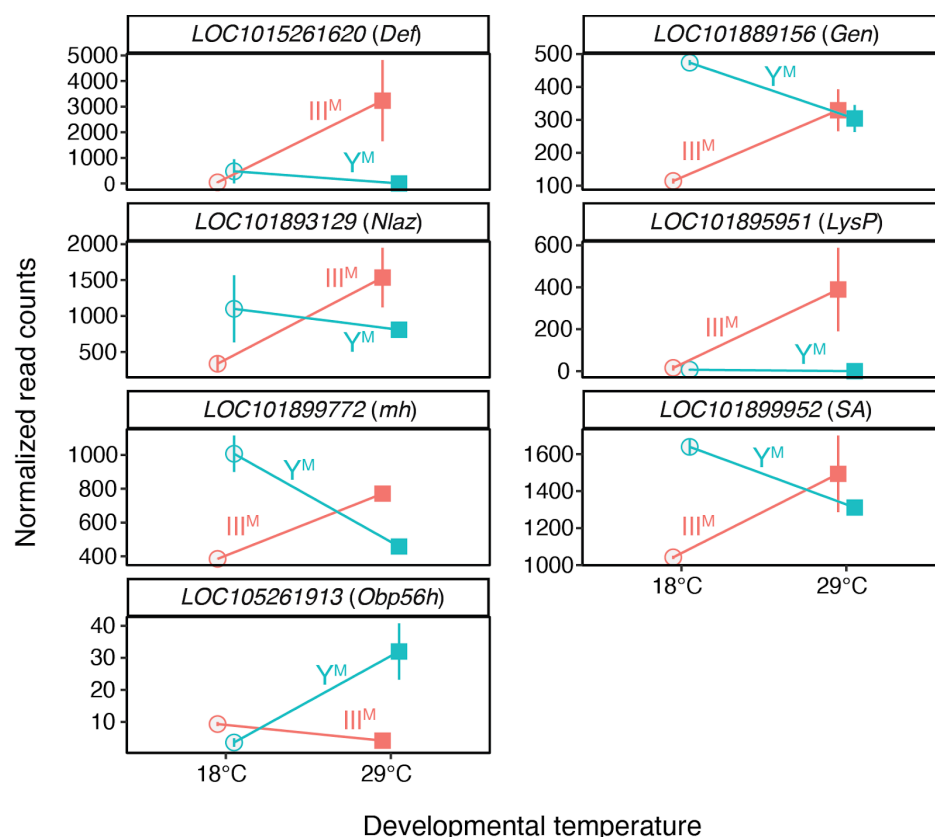 LOC1015261620 (Def)
5000
4000
3000
2000
1000
0
III^M
Y^M
LOC101889156 (Gen)
500
400
300
200
100
Y^M
III^M
LOC101893129 (Nlaz)
2000
1500
1000
500
III^M
Y^M
LOC101895951 (LysP)
600
400
200
0
III^M
Y^M
LOC101899772 (mh)
1000
800
600
400
Y^M
III^M
LOC101899952 (SA)
1600
1400
1200
1000
Y^M
III^M
18°C
29°C
LOC105261913 (Obp56h)
40
30
20
10
Y^M
III^M
18°C
29°C
Normalized read counts
Developmental temperature